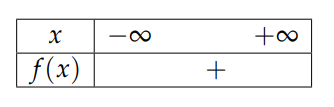 x −∞ +∞
f(x) +